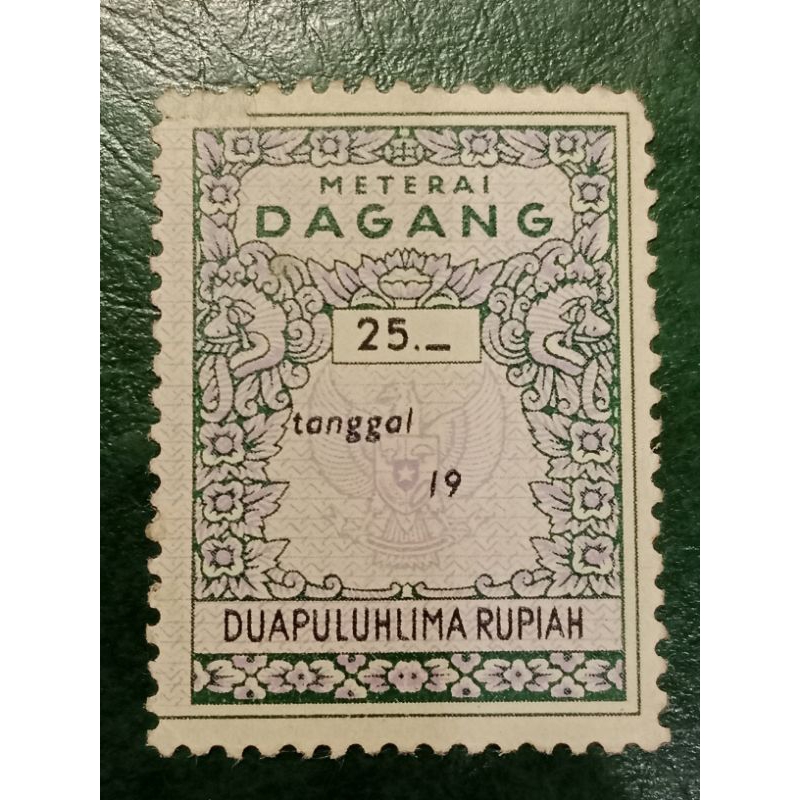 METERAI
DAGANG
25._
tanggal
19
DUAPULUHLIMA RUPIAH